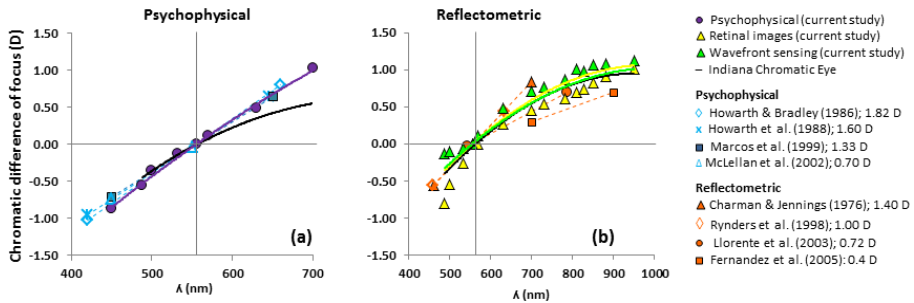 Psychophysical
Reflectometric
Chromatic difference of focus (D)
1.50
1.00
0.50
0.00
-0.50
-1.00
-1.50
400
500
600
700
ʎ (nm)
(a)
1.50
1.00
0.50
0.00
-0.50
-1.00
-1.50
400
500
600
700
800
900
1000
ʎ (nm)
(b)
Psychophysical (current study)
Retinal images (current study)
Wavefront sensing (current study)
Indiana Chromatic Eye
Psychophysical
Howarth & Bradley (1986); 1.82 D
Howarth et al. (1988); 1.60 D
Marcos et al. (1999); 1.33 D
McLellan et al. (2002); 0.70 D
Reflectometric
Charman & Jennings (1976); 1.40 D
Rynders et al. (1998); 1.00 D
Llorente et al. (2003); 0.72 D
Fernandez et al. (2005): 0.4 D